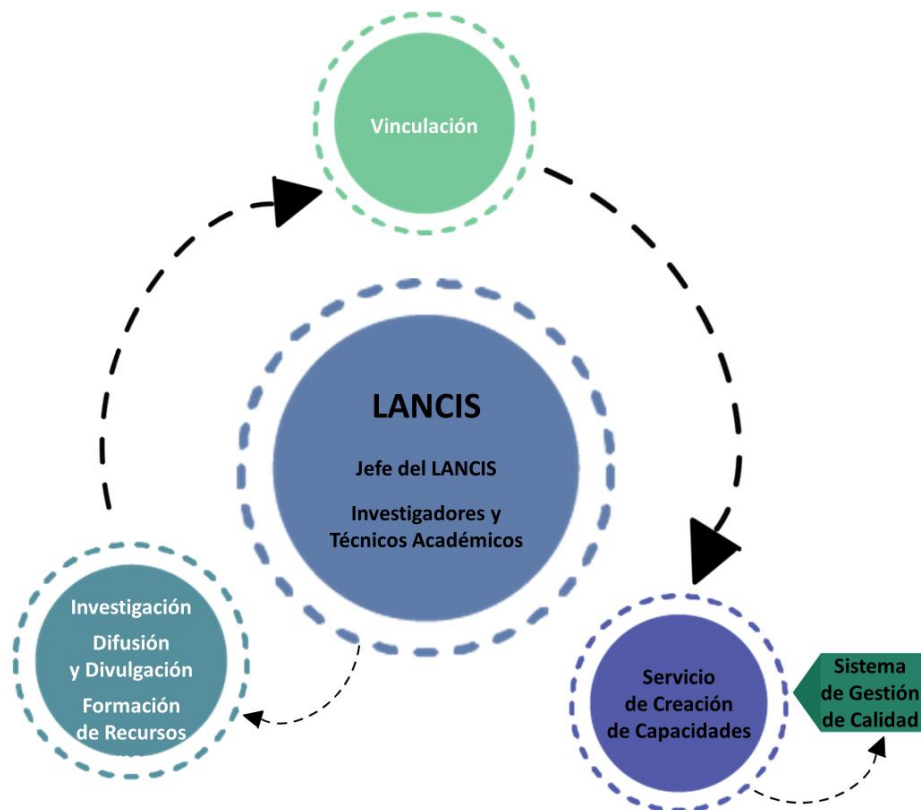 Vinculación
LANCIS
Jefe del LANCIS
Investigadores y
Técnicos Académicos
Investigación
Difusión
y Divulgación
Formación
de Recursos
Servicio
de Creación
de Capacidades
Sistema
de Gestión
de Calidad